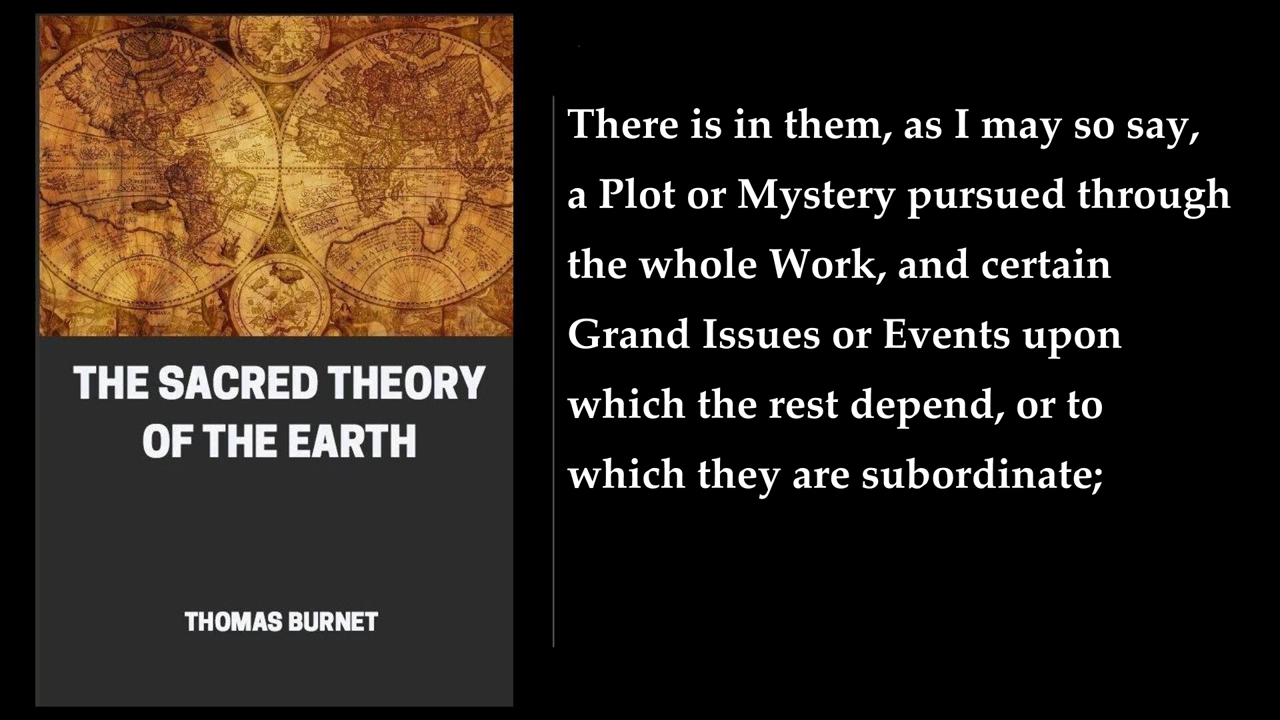 THE SACRED THEORY
OF THE EARTH
THOMAS BURNET
There is in them, as I may so say,
a Plot or Mystery pursued through
the whole Work, and certain
Grand Issues or Events upon
which the rest depend, or to
which they are subordinate;